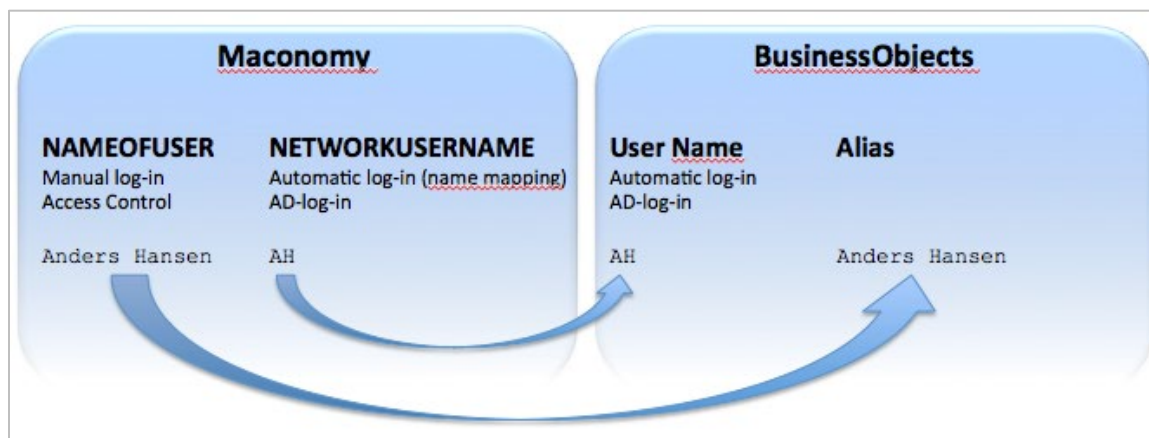 Maconomy
NAMEOFUSER
Manual log-in
Access Control
Anders Hansen
NETWORKUSERNAME
Automatic log-in (name mapping)
AD-log-in
AH
BusinessObjects
User Name
Automatic log-in
AD-log-in
AH
Alias
Anders Hansen